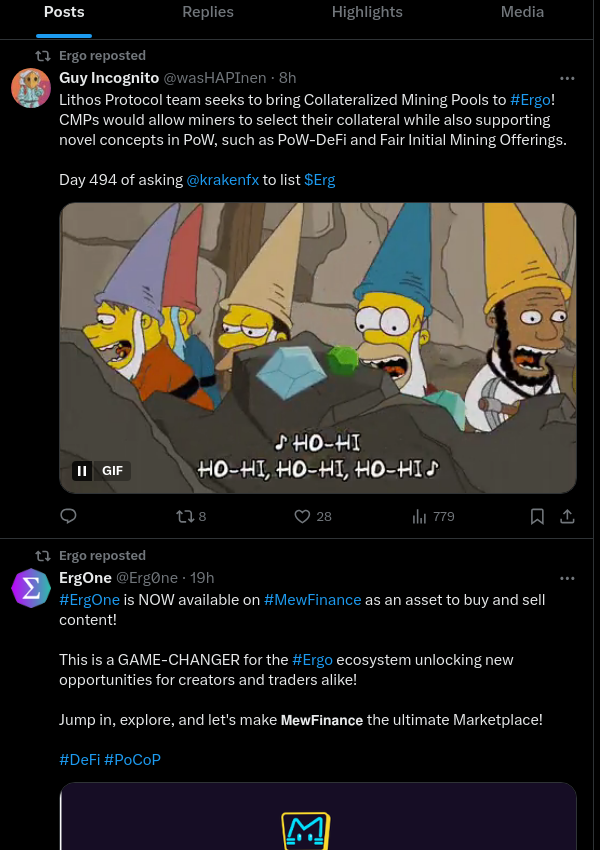 Posts Replies Highlights Media
Ergo reposted
Guy Incognito @wasHAPInen · 8h
Lithos Protocol team seeks to bring Collateralized Mining Pools to #Ergo!
CMPs would allow miners to select their collateral while also supporting
novel concepts in PoW, such as PoW-DeFi and Fair Initial Mining Offerings.
Day 494 of asking @krakenfx to list $Erg
♪ HO-HI
HO-HI, HO-HI, HO-HI ♪
GIF
8 28 779
Ergo reposted
ErgOne @Erg0ne · 19h
#ErgOne is NOW available on #MewFinance as an asset to buy and sell
content!
This is a GAME-CHANGER for the #Ergo ecosystem unlocking new
opportunities for creators and traders alike!
Jump in, explore, and let's make 𝗠𝗲𝘄𝗙𝗶𝗻𝗮𝗻𝗰𝗲 the ultimate Marketplace!
#DeFi #PoCoP